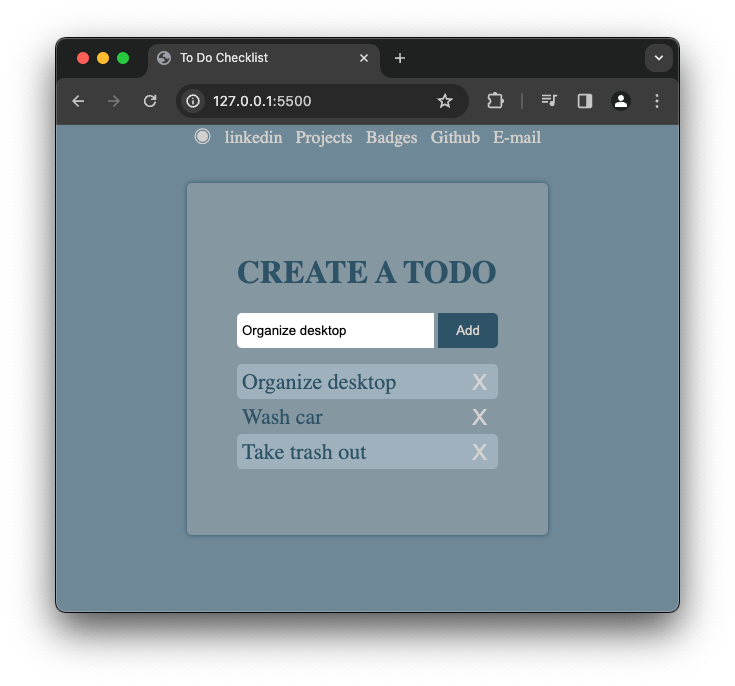 To Do Checklist
127.0.0.1:5500
linkedin Projects Badges Github E-mail
CREATE A TODO
Organize desktop Add
Organize desktop X
Wash car X
Take trash out X